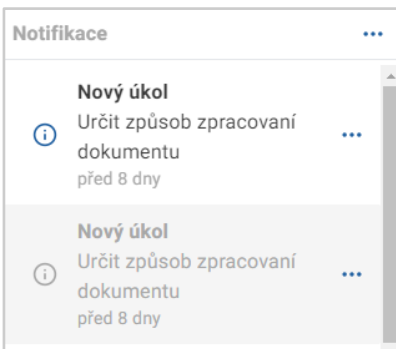 Notifikace
Nový úkol
Určit způsob zpracovaní
dokumentu
před 8 dny
Nový úkol
Určit způsob zpracovaní
dokumentu
před 8 dny